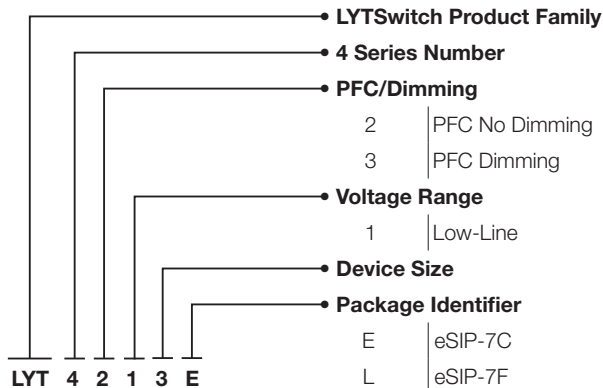 LYTSwitch Product Family
4 Series Number
PFC/Dimming
2 PFC No Dimming
3 PFC Dimming
Voltage Range
1 Low-Line
Device Size
Package Identifier
E eSIP-7C
L eSIP-7F
LYT 4 2 1 3 E